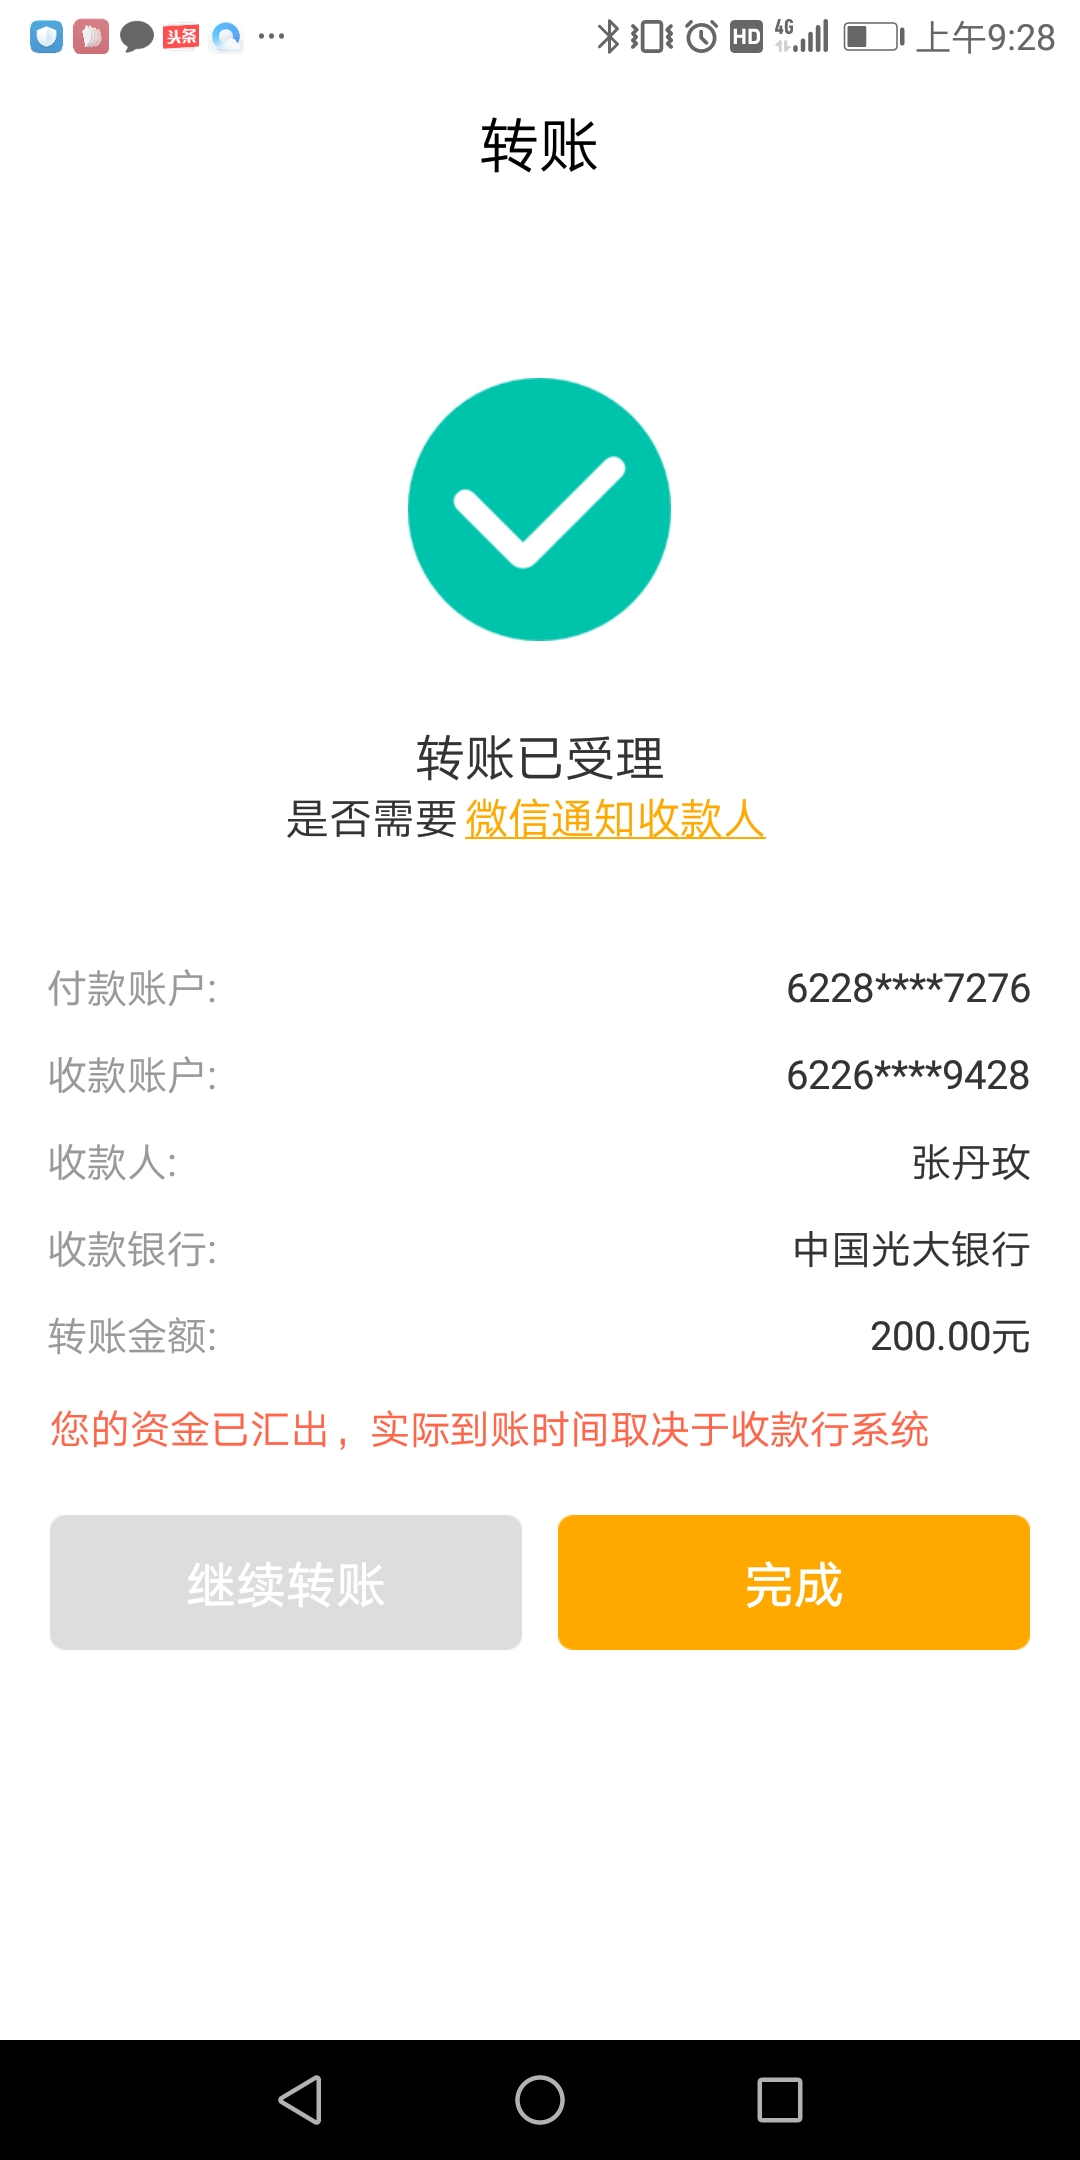 头条 HD 4G 上午9:28
转账
转账已受理
是否需要 微信通知收款人
付款账户: 6228****7276
收款账户: 6226****9428
收款人: 张丹玫
收款银行: 中国光大银行
转账金额: 200.00元
您的资金已汇出，实际到账时间取决于收款行系统
继续转账 完成